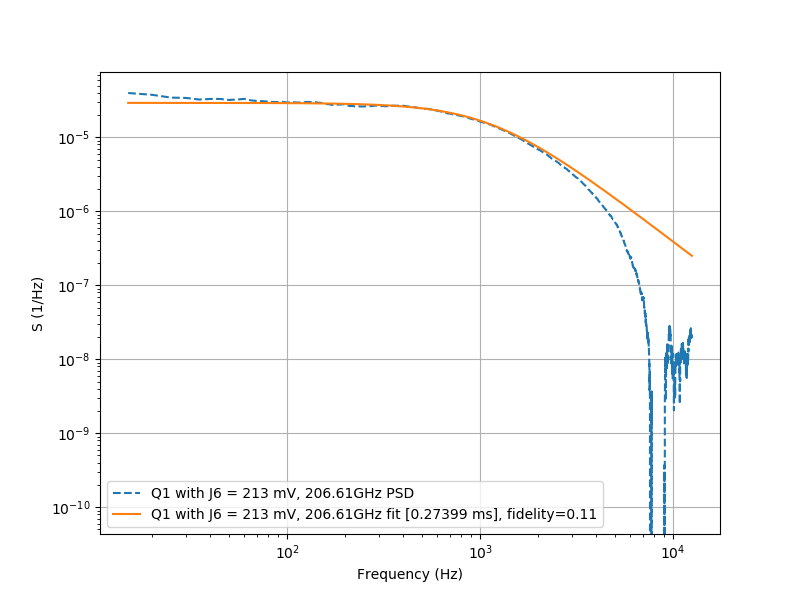 10⁻⁵
10⁻⁶
10⁻⁷
10⁻⁸
10⁻⁹
10⁻¹⁰
S (1/Hz)
Q1 with J6 = 213 mV, 206.61GHz PSD
Q1 with J6 = 213 mV, 206.61GHz fit [0.27399 ms], fidelity=0.11
10² 10³ 10⁴
Frequency (Hz)